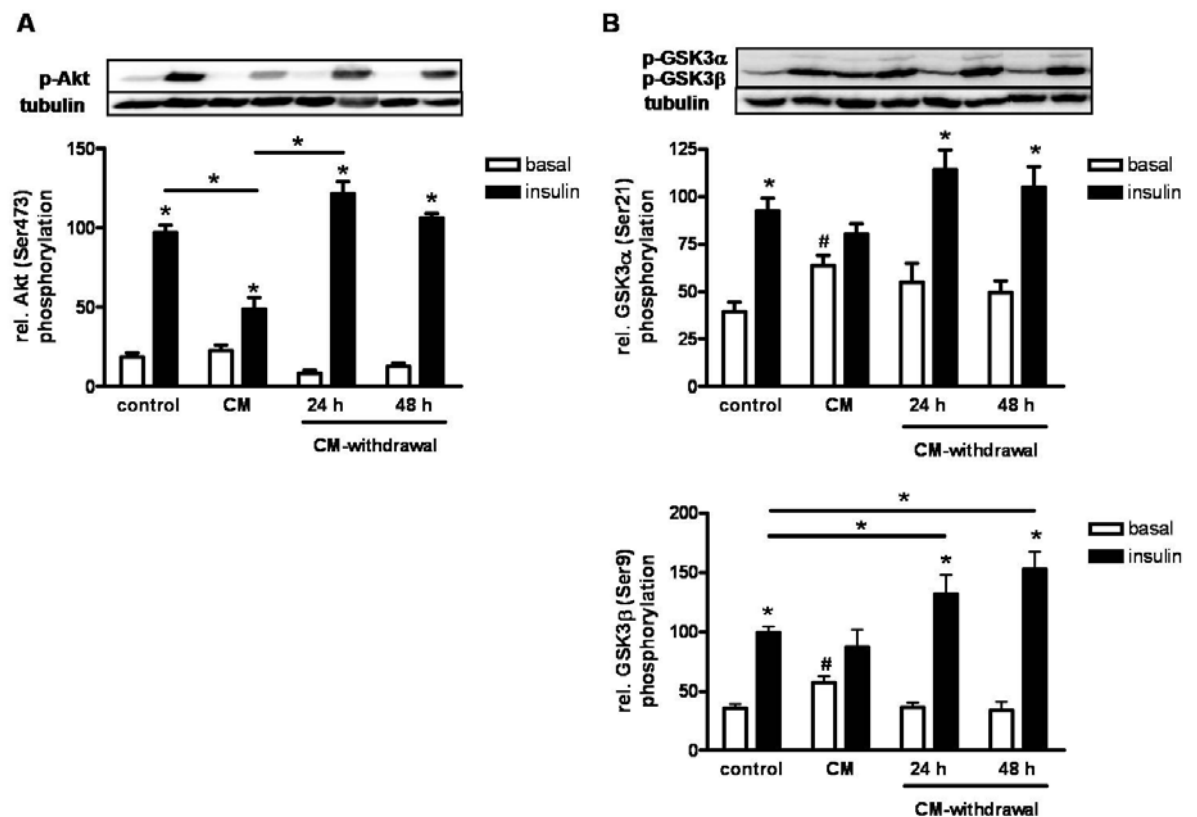 A
p-Akt
tubulin
*
*
150
100
50
0
rel. Akt (Ser473)
phosphorylation
*
*
*
*
basal
insulin
control
CM
24 h
48 h
CM-withdrawal
B
p-GSK3α
p-GSK3β
tubulin
125
100
75
50
25
0
rel. GSK3α (Ser21)
phosphorylation
*
#
*
*
basal
insulin
control
CM
24 h
48 h
CM-withdrawal
200
150
100
50
0
rel. GSK3β (Ser9)
phosphorylation
*
*
*
#
*
*
basal
insulin
control
CM
24 h
48 h
CM-withdrawal